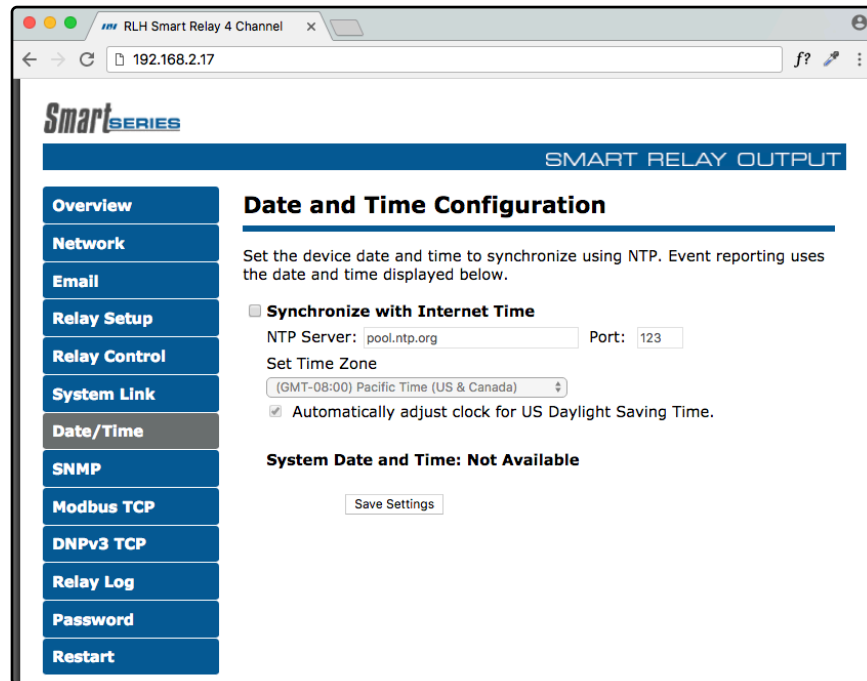 RLH Smart Relay 4 Channel
192.168.2.17
f?
Smart SERIES
SMART RELAY OUTPUT
Overview
Network
Email
Relay Setup
Relay Control
System Link
Date/Time
SNMP
Modbus TCP
DNPv3 TCP
Relay Log
Password
Restart
Date and Time Configuration
Set the device date and time to synchronize using NTP. Event reporting uses
the date and time displayed below.
Synchronize with Internet Time
NTP Server: pool.ntp.org Port: 123
Set Time Zone
(GMT-08:00) Pacific Time (US & Canada)
Automatically adjust clock for US Daylight Saving Time.
System Date and Time: Not Available
Save Settings